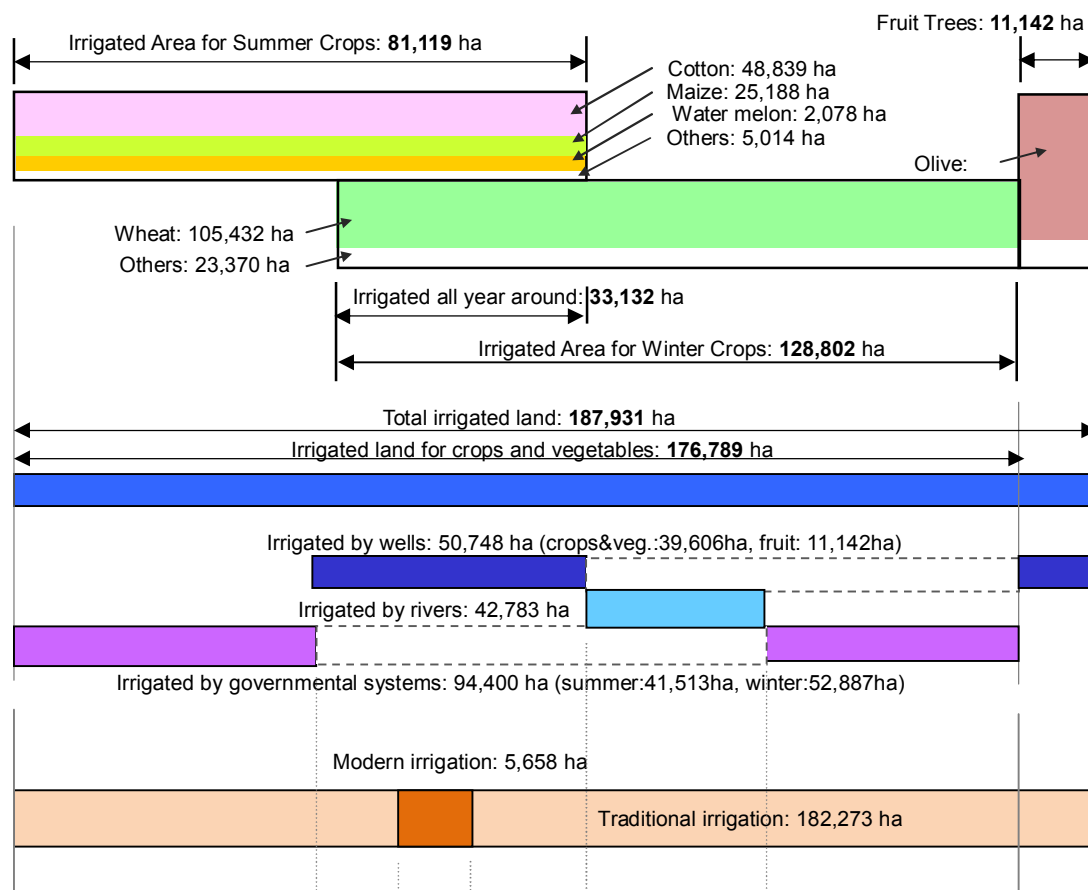 Fruit Trees: 11,142 ha
Irrigated Area for Summer Crops: 81,119 ha
Cotton: 48,839 ha
Maize: 25,188 ha
Water melon: 2,078 ha
Others: 5,014 ha
Olive:
Wheat: 105,432 ha
Others: 23,370 ha
Irrigated all year around: 33,132 ha
Irrigated Area for Winter Crops: 128,802 ha
Total irrigated land: 187,931 ha
Irrigated land for crops and vegetables: 176,789 ha
Irrigated by wells: 50,748 ha (crops&veg.:39,606ha, fruit: 11,142ha)
Irrigated by rivers: 42,783 ha
Irrigated by governmental systems: 94,400 ha (summer:41,513ha, winter:52,887ha)
Modern irrigation: 5,658 ha
Traditional irrigation: 182,273 ha